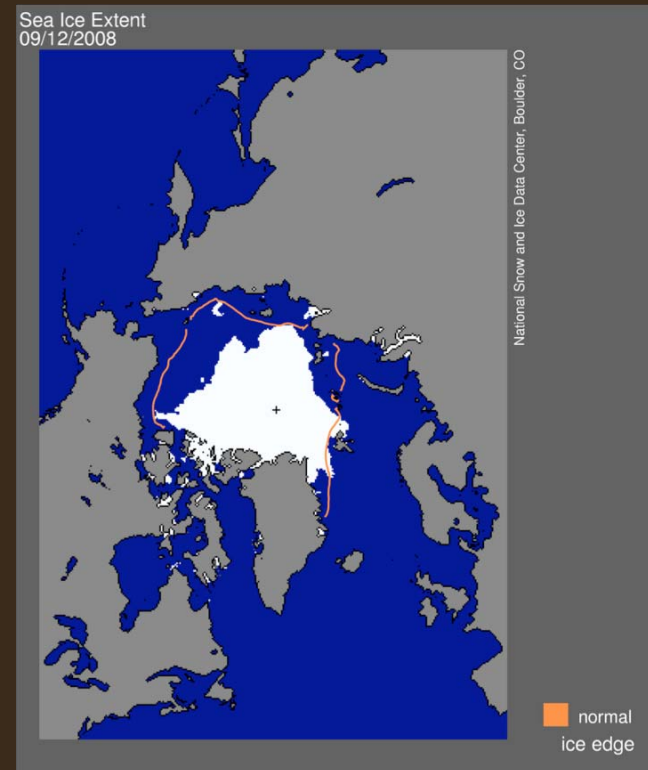 Sea Ice Extent
09/12/2008
National Snow and Ice Data Center, Boulder, CO
normal
ice edge